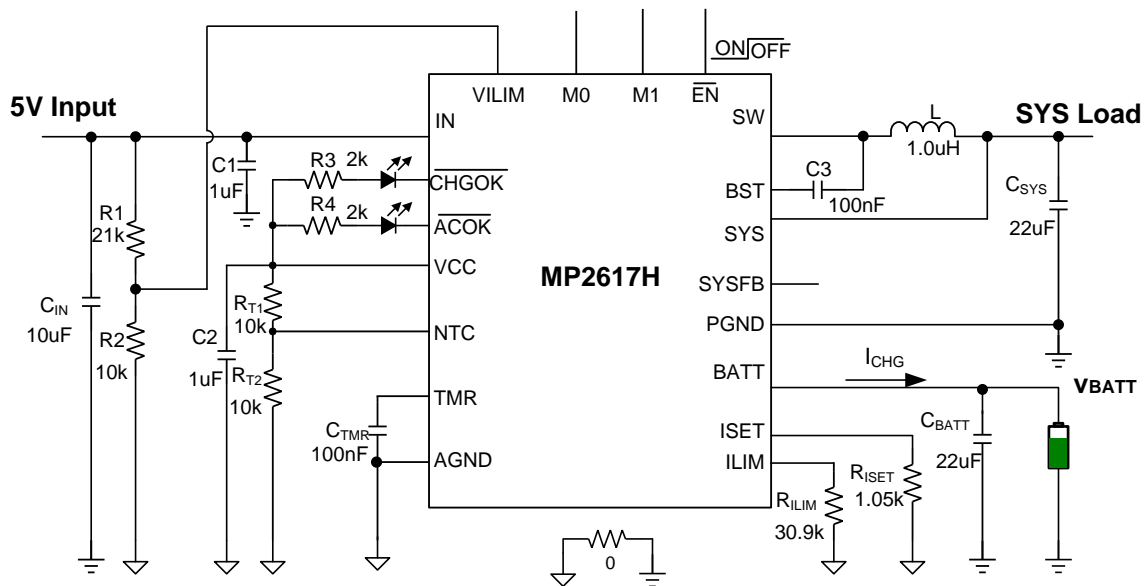 ON OFF
5V Input
VILIM M0 M1 EN
IN
SW
L
1.0uH
SYS Load
C1
1uF
R3 2k
CHGOK
R4 2k
ACOK
BST
C3
100nF
SYS
CSYS
22uF
R1
21k
VCC
MP2617H
SYSFB
CIN
10uF
RT1
10k
NTC
PGND
R2
10k
C2
1uF
RT2
10k
BATT
ICHG
VBATT
TMR
CTMR
100nF
AGND
ISET
ILIM
CBATT
22uF
RISET
1.05k
RILIM
30.9k
0